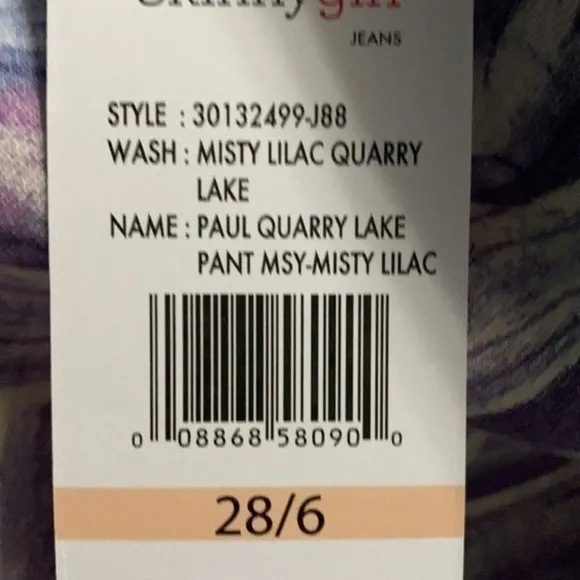 Skinnygirl
JEANS
STYLE : 30132499-J88
WASH : MISTY LILAC QUARRY
LAKE
NAME : PAUL QUARRY LAKE
PANT MSY-MISTY LILAC
0 08868 58090 0
28/6